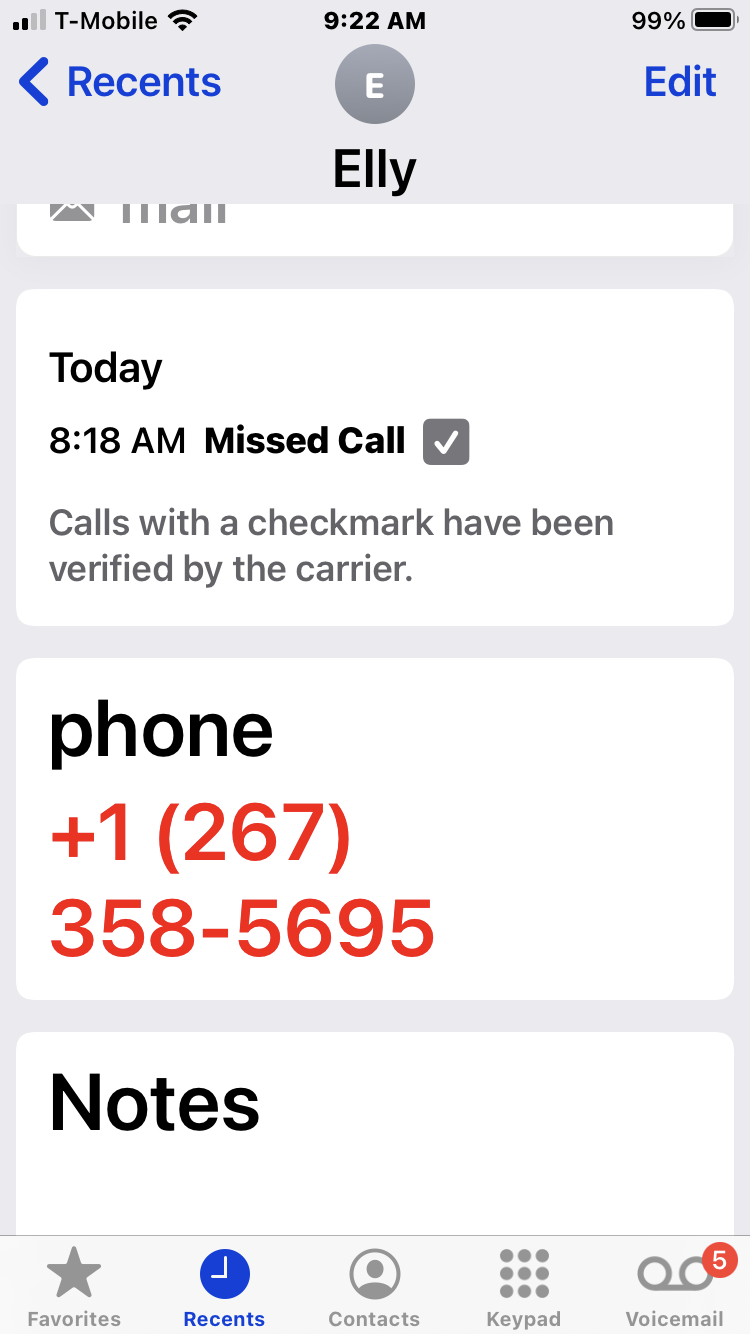 T-Mobile 9:22 AM 99%
Recents E Edit
Elly
mail
Today
8:18 AM Missed Call
Calls with a checkmark have been
verified by the carrier.
phone
+1 (267)
358-5695
Notes
5
Favorites Recents Contacts Keypad Voicemail